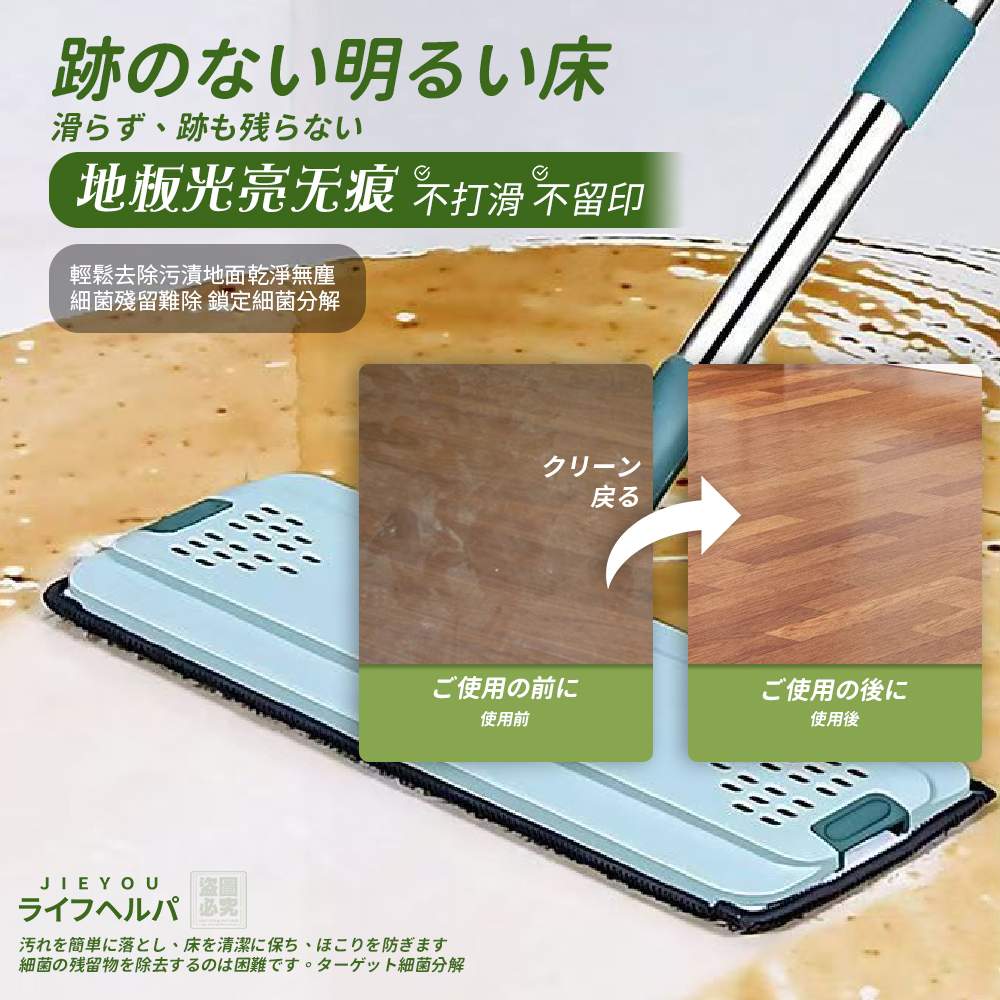 跡のない明るい床
滑らず、跡も残らない
地板光亮无痕 不打滑 不留印
輕鬆去除污漬地面乾淨無塵
細菌殘留難除 鎖定細菌分解
クリーン
戻る
ご使用の前に
使用前
ご使用の後に
使用後
JIEYOU
ライフヘルパ
盜圖
必究
汚れを簡単に落とし、床を清潔に保ち、ほこりを防ぎます
細菌の残留物を除去するのは困難です。ターゲット細菌分解